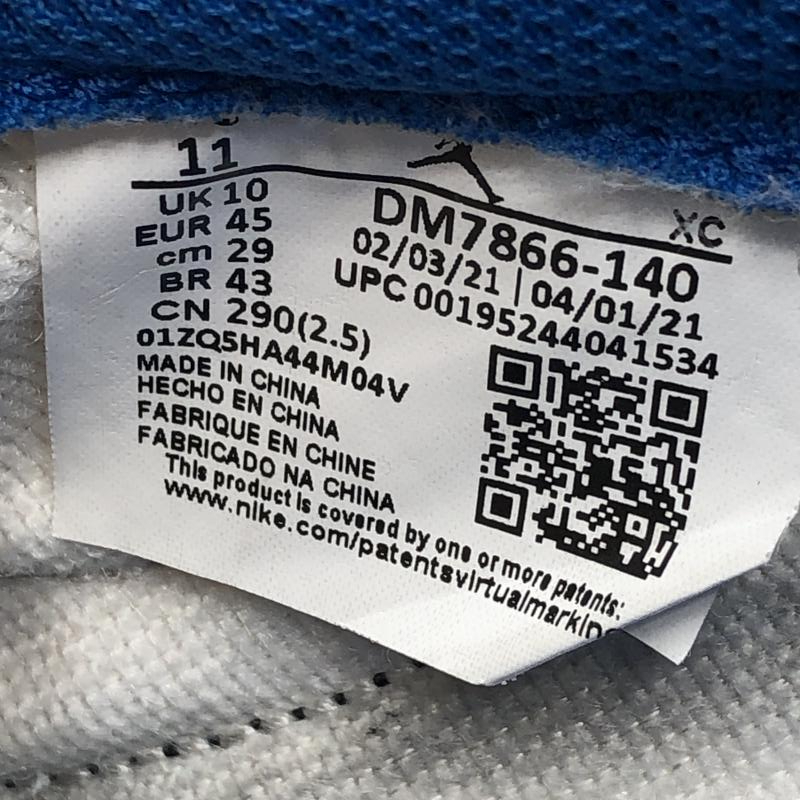 11
UK 10
EUR 45
cm 29
BR 43
CN 290(2.5)
01ZQ5HA44M04V
MADE IN CHINA
HECHO EN CHINA
FABRIQUE EN CHINE
FABRICADO NA CHINA
This product is covered by one or more patents:
www.nike.com/patentsvirtualmarking
XC
DM7866-140
02/03/21 | 04/01/21
UPC 00195244041534